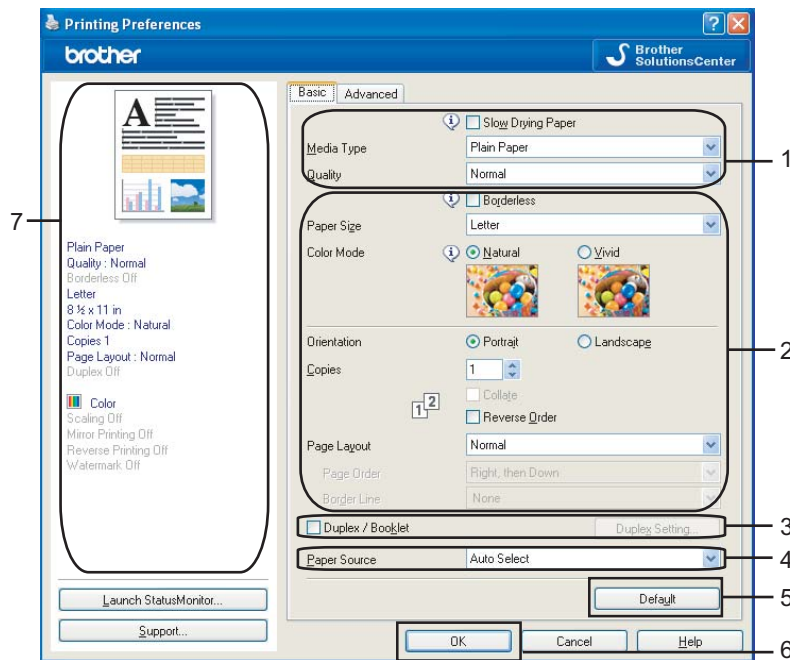 Printing Preferences
brother
Brother
SolutionsCenter
Basic Advanced
Slow Drying Paper
Media Type Plain Paper
Quality Normal
1
Borderless
Paper Size Letter
Color Mode Natural Vivid
Orientation Portrait Landscape
Copies 1
Collate
1 2
Reverse Order
Page Layout Normal
Page Order Right, then Down
Border Line None
2
Duplex / Booklet Duplex Setting...
3
Paper Source Auto Select
4
Default
5
OK Cancel Help
6
7
A
Plain Paper
Quality : Normal
Borderless Off
Letter
8 ½ x 11 in
Color Mode : Natural
Copies 1
Page Layout : Normal
Duplex Off
Color
Scaling Off
Mirror Printing Off
Reverse Printing Off
Watermark Off
Launch StatusMonitor...
Support...